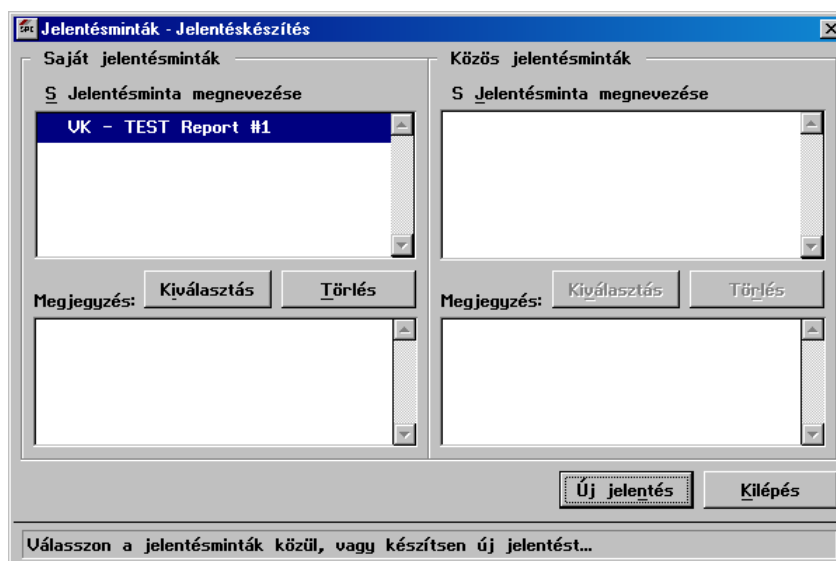 Jelentésminták - Jelentéskészítés
Saját jelentésminták
S Jelentésminta megnevezése
VK - TEST Report #1
Megjegyzés:
Kiválasztás
Törlés
Közös jelentésminták
S Jelentésminta megnevezése
Megjegyzés:
Kiválasztás
Törlés
Új jelentés
Kilépés
Válasszon a jelentésminták közül, vagy készítsen új jelentést...